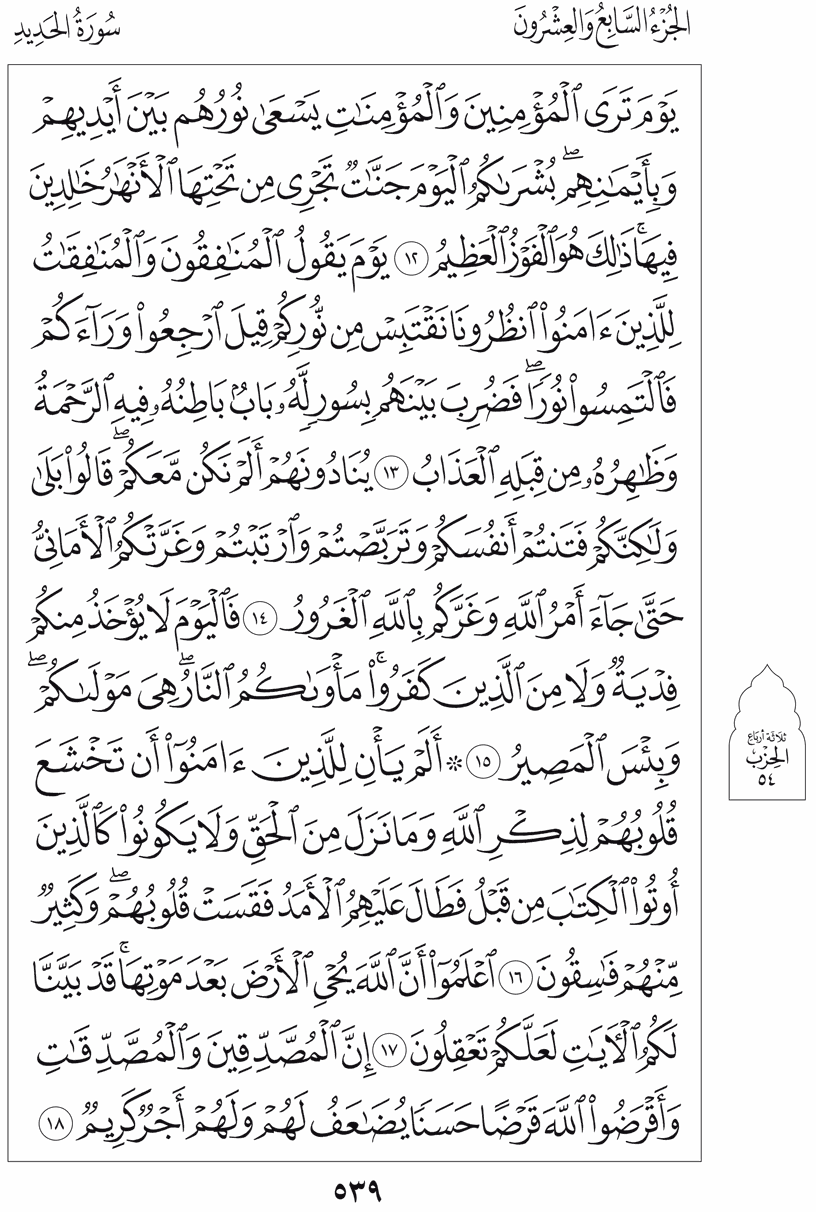 الجُزْءُ السَّابِعُ وَالعِشْرُونَ
سُورَةُ الحَدِيدِ
يَوْمَ تَرَى ٱلْمُؤْمِنِينَ وَٱلْمُؤْمِنَٰتِ يَسْعَىٰ نُورُهُم بَيْنَ أَيْدِيهِمْ
وَبِأَيْمَٰنِهِمۖ بُشْرَىٰكُمُ ٱلْيَوْمَ جَنَّٰتٌ تَجْرِى مِن تَحْتِهَا ٱلْأَنْهَٰرُ خَٰلِدِينَ
فِيهَاۚ ذَٰلِكَ هُوَ ٱلْفَوْزُ ٱلْعَظِيمُ ١٢ يَوْمَ يَقُولُ ٱلْمُنَٰفِقُونَ وَٱلْمُنَٰفِقَٰتُ
لِلَّذِينَ ءَامَنُوا۟ ٱنظُرُونَا نَقْتَبِسْ مِن نُّورِكُمْ قِيلَ ٱرْجِعُوا۟ وَرَآءَكُمْ
فَٱلْتَمِسُوا۟ نُورًاۖ فَضُرِبَ بَيْنَهُم بِسُورٍ لَّهُۥ بَابٌۢ بَاطِنُهُۥ فِيهِ ٱلرَّحْمَةُ
وَظَٰهِرُهُۥ مِن قِبَلِهِ ٱلْعَذَابُ ١٣ يُنَادُونَهُمْ أَلَمْ نَكُن مَّعَكُمْۖ قَالُوا۟ بَلَىٰ
وَلَٰكِنَّكُمْ فَتَنتُمْ أَنفُسَكُمْ وَتَرَبَّصْتُمْ وَٱرْتَبْتُمْ وَغَرَّتْكُمُ ٱلْأَمَانِىُّ
حَتَّىٰ جَآءَ أَمْرُ ٱللَّهِ وَغَرَّكُم بِٱللَّهِ ٱلْغَرُورُ ١٤ فَٱلْيَوْمَ لَا يُؤْخَذُ مِنكُمْ
فِدْيَةٌ وَلَا مِنَ ٱلَّذِينَ كَفَرُوا۟ۚ مَأْوَىٰكُمُ ٱلنَّارُۖ هِىَ مَوْلَىٰكُمْۖ
وَبِئْسَ ٱلْمَصِيرُ ١٥ ۞ أَلَمْ يَأْنِ لِلَّذِينَ ءَامَنُوٓا۟ أَن تَخْشَعَ
قُلُوبُهُمْ لِذِكْرِ ٱللَّهِ وَمَا نَزَلَ مِنَ ٱلْحَقِّ وَلَا يَكُونُوا۟ كَٱلَّذِينَ
أُوتُوا۟ ٱلْكِتَٰبَ مِن قَبْلُ فَطَالَ عَلَيْهِمُ ٱلْأَمَدُ فَقَسَتْ قُلُوبُهُمْۖ وَكَثِيرٌ
مِّنْهُمْ فَٰسِقُونَ ١٦ ٱعْلَمُوٓا۟ أَنَّ ٱللَّهَ يُحْىِ ٱلْأَرْضَ بَعْدَ مَوْتِهَاۚ قَدْ بَيَّنَّا
لَكُمُ ٱلْءَايَٰتِ لَعَلَّكُمْ تَعْقِلُونَ ١٧ إِنَّ ٱلْمُصَّدِّقِينَ وَٱلْمُصَّدِّقَٰتِ
وَأَقْرَضُوا۟ ٱللَّهَ قَرْضًا حَسَنًا يُضَٰعَفُ لَهُمْ وَلَهُمْ أَجْرٌ كَرِيمٌ ١٨
ثلاثة أرباع
الحِزْب
٥٤
٥٣٩